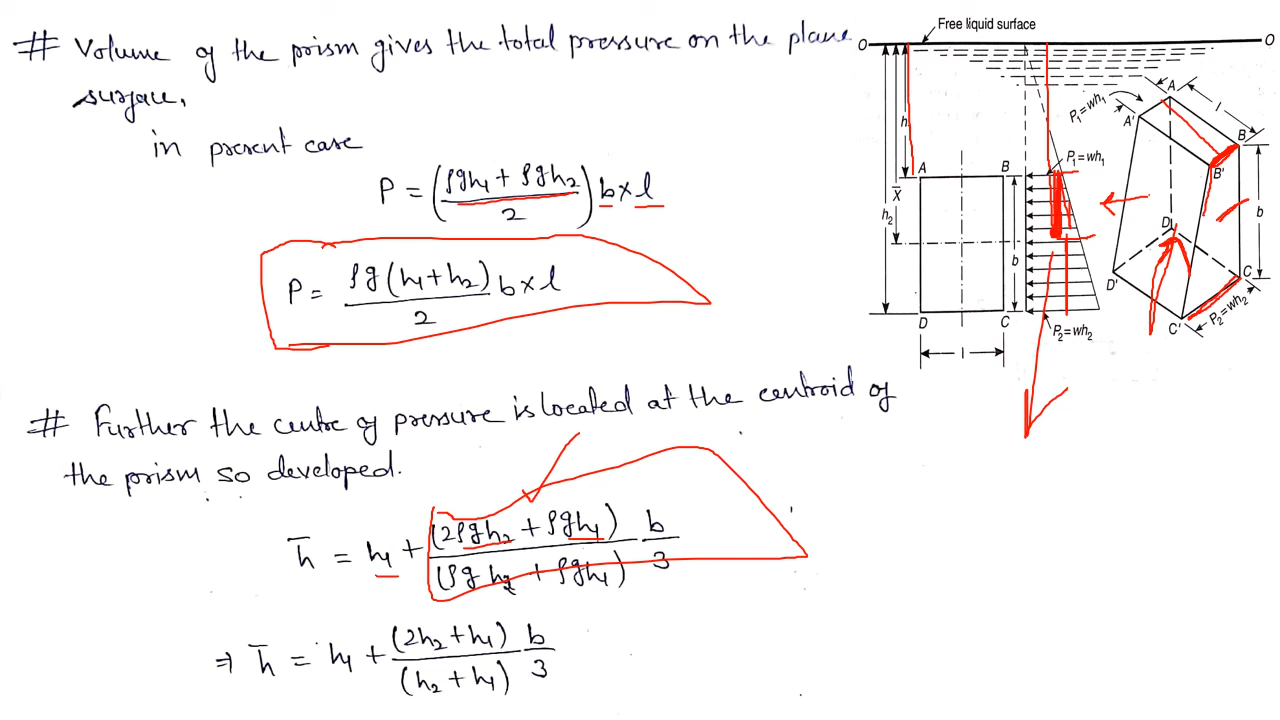 # Volume of the prism gives the total pressure on the plane
surface,
in present case
P = ((ρgh₁ + ρgh₂)/2) b × l
P = (ρg(h₁+h₂)/2) b × l
# Further the centre of pressure is located at the centroid of
the prism so developed.
h̄ = h₁ + ((2ρgh₂ + ρgh₁)/(ρgh₂ + ρgh₁)) b/3
⇒ h̄ = h₁ + ((2h₂ + h₁)/(h₂ + h₁)) b/3
Free liquid surface
O O
h
X̄
h₂
A B
D C
l
b
P₁=wh₁
P₂=wh₂
P₁=wh₁
A
l
A'
B
B'
b
D
D'
C
C'
P₂=wh₂